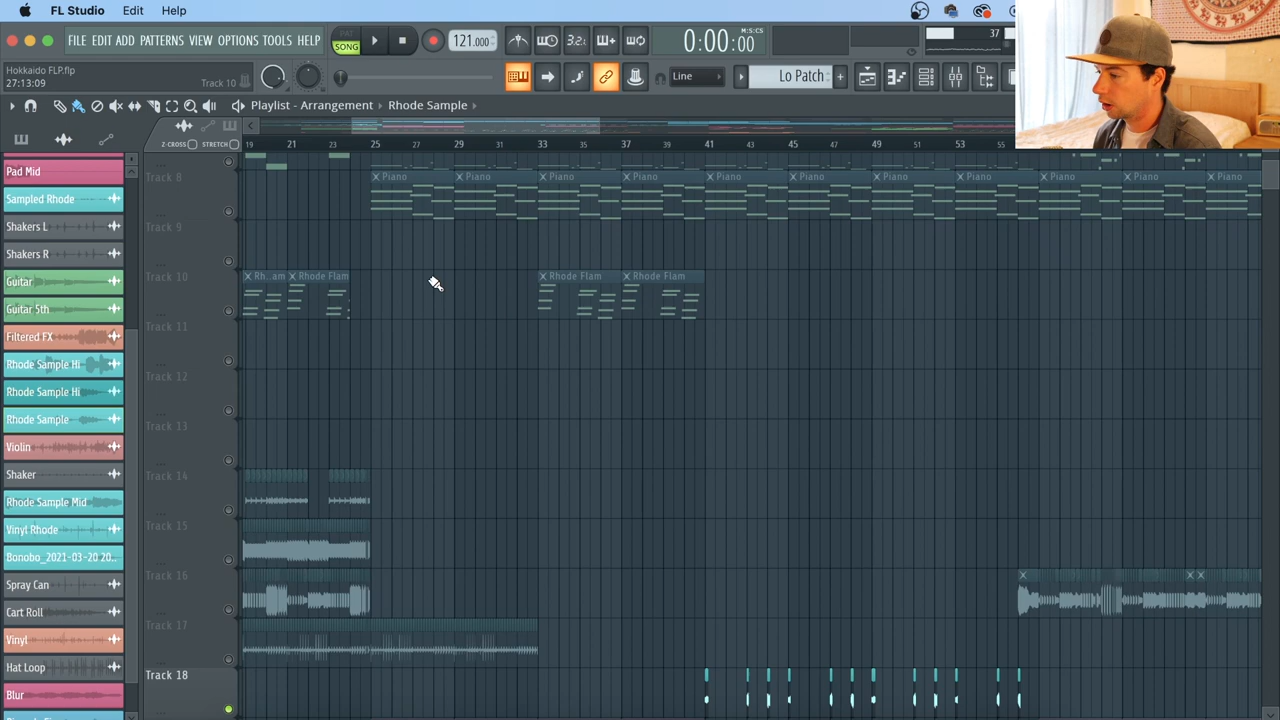 FL Studio Edit Help
FILE EDIT ADD PATTERNS VIEW OPTIONS TOOLS HELP
PAT
SONG
121.000
3.2.
0:00:00
M:S:CS
37
Hokkaido FLP.flp
27:13:09
Track 10
Line
Lo Patch
Playlist - Arrangement Rhode Sample
Z-CROSS STRETCH
19 21 23 25 27 29 31 33 35 37 39 41 43 45 47 49 51 53 55
Pad Mid
Sampled Rhode
Shakers L
Shakers R
Guitar
Guitar 5th
Filtered FX
Rhode Sample Hi
Rhode Sample Hi
Rhode Sample
Violin
Shaker
Rhode Sample Mid
Vinyl Rhode
Bonobo_2021-03-20 20..
Spray Can
Cart Roll
Vinyl
Hat Loop
Blur
Track 8
Piano Piano Piano Piano Piano Piano Piano Piano Piano Piano Piano
Track 9
Track 10
Rh..am Rhode Flam Rhode Flam Rhode Flam
Track 11
Track 12
Track 13
Track 14
Track 15
Track 16
Track 17
Track 18